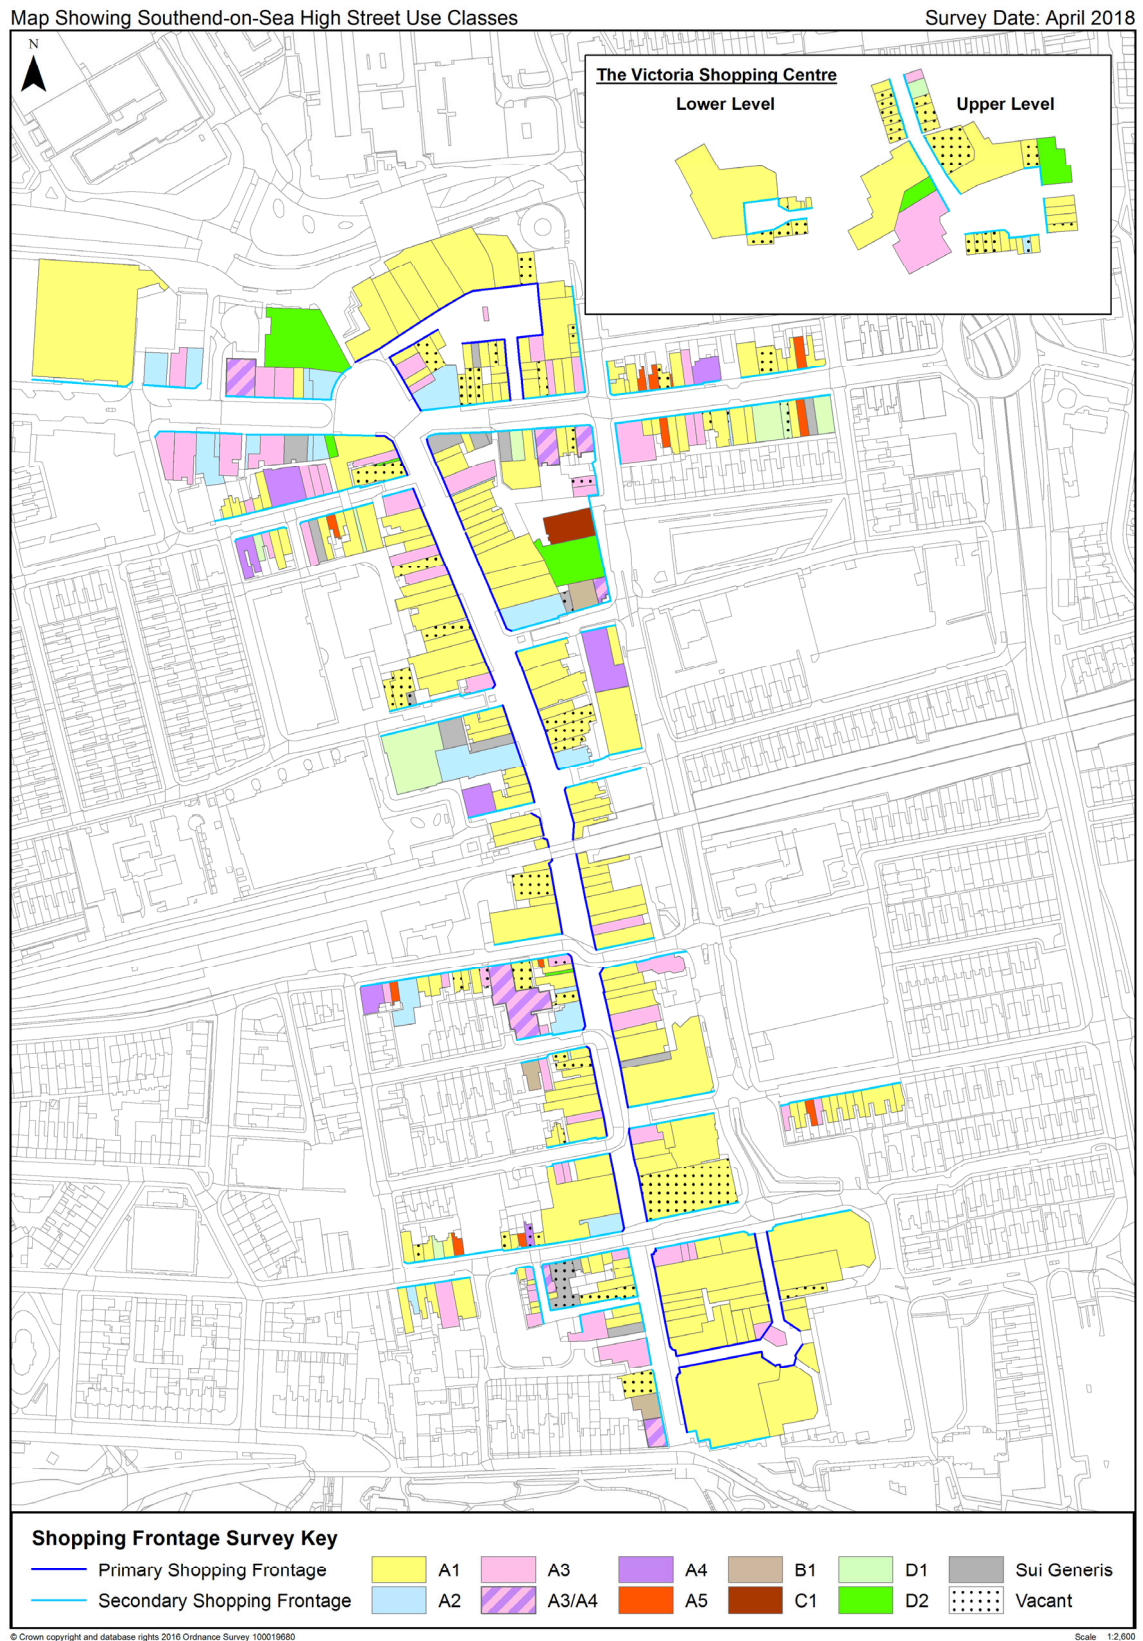 Map Showing Southend-on-Sea High Street Use Classes
Survey Date: April 2018
N
The Victoria Shopping Centre
Lower Level
Upper Level
Shopping Frontage Survey Key
Primary Shopping Frontage
Secondary Shopping Frontage
A1
A2
A3
A3/A4
A4
A5
B1
C1
D1
D2
Sui Generis
Vacant
© Crown copyright and database rights 2016 Ordnance Survey 100019680
Scale 1:2,600